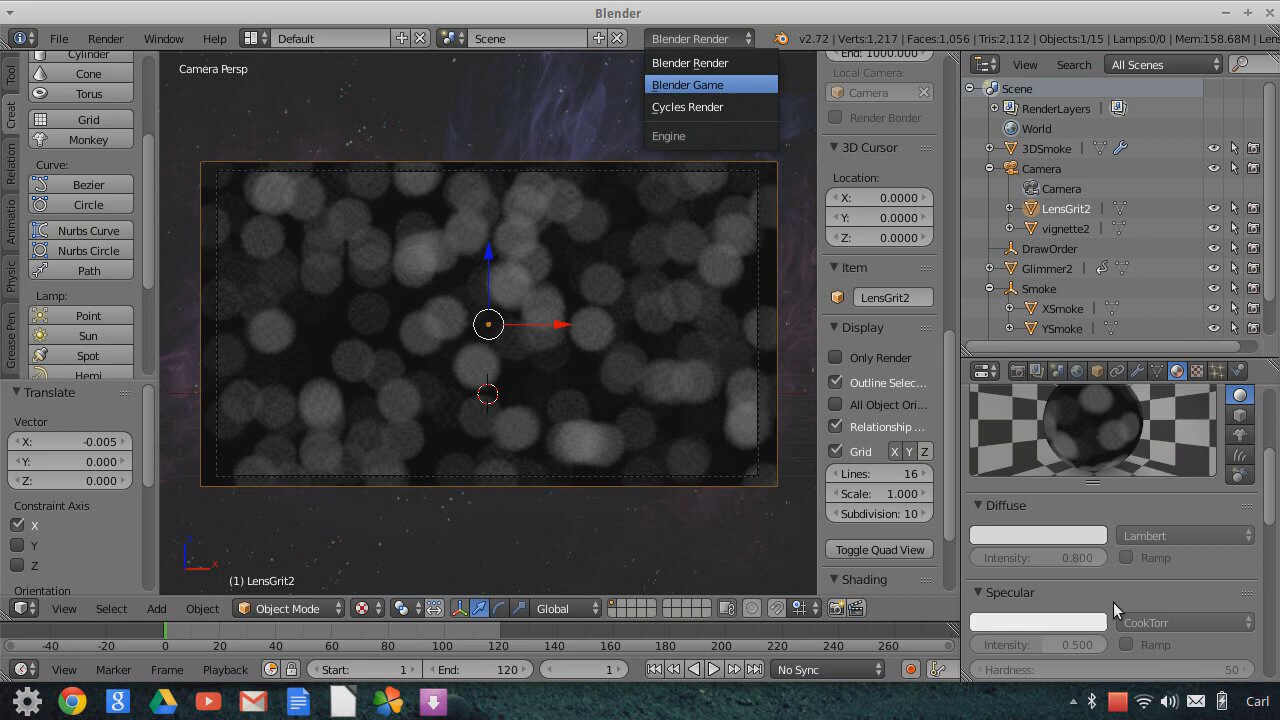 Blender
File Render Window Help Default Scene Blender Render v2.72 | Verts:1,217 | Faces:1,056 | Tris:2,112 | Objects:1/15 | Lamps:0/0 | Mem:158.68M | Lens
Blender Render
Blender Game
Cycles Render
Engine
Tool
Creat
Relation
Animatio
Physic
Grease Pen
Cylinder
Cone
Torus
Grid
Monkey
Curve:
Bezier
Circle
Nurbs Curve
Nurbs Circle
Path
Lamp:
Point
Sun
Spot
Hemi
Translate
Vector
X: -0.005
Y: 0.000
Z: 0.000
Constraint Axis
X
Y
Z
Orientation
Camera Persp
z
x
(1) LensGrit2
End: 1000.000
Local Camera:
Camera
Render Border
3D Cursor
Location:
X: 0.0000
Y: 0.0000
Z: 0.0000
Item
LensGrit2
Display
Only Render
Outline Selec...
All Object Ori...
Relationship ...
Grid X Y Z
Lines: 16
Scale: 1.000
Subdivision: 10
Toggle Quad View
Shading
View Search All Scenes
Scene
RenderLayers
World
3DSmoke
Camera
Camera
LensGrit2
vignette2
DrawOrder
Glimmer2
Smoke
XSmoke
YSmoke
Diffuse
Lambert
Intensity: 0.800 Ramp
Specular
CookTorr
Intensity: 0.500 Ramp
Hardness: 50
View Select Add Object Object Mode Global
-40 -20 0 20 40 60 80 100 120 140 160 180 200 220 240 260
View Marker Frame Playback Start: 1 End: 120 1 No Sync
Carl